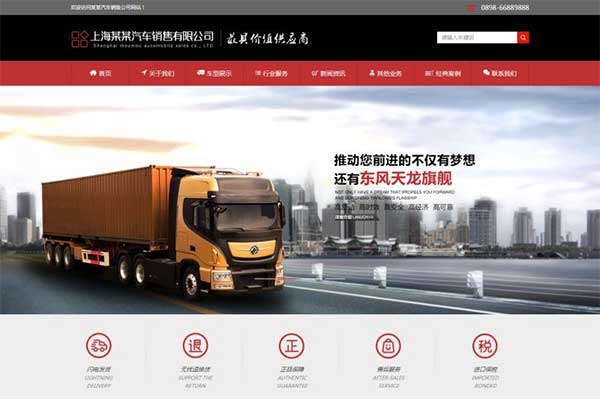 欢迎访问某某汽车销售公司网站！
0898-66889888
上海某某汽车销售有限公司
Shanghai moumou automobile sales co., LTD
最具价值供应商
请输入关键词
首页 关于我们 车型展示 行业服务 新闻资讯 其他业务 经典案例 联系我们
推动您前进的不仅有梦想
还有东风天龙旗舰
NOT ONLY HAVE A DREAM THAT PROPELS YOU FORWARD
AND DONGFENG TIANLONG'S FLAGSHIP
高安全 高经济 高可靠
退 正 售 税
闪电发货 无忧退换货 正品保障 售后服务 进口保税
LIGHTNING SUPPORT THE AUTHENTIC AFTER-SALES IMPORTED
DELIVERY RETURN GUARANTEE SERVICE BONDED